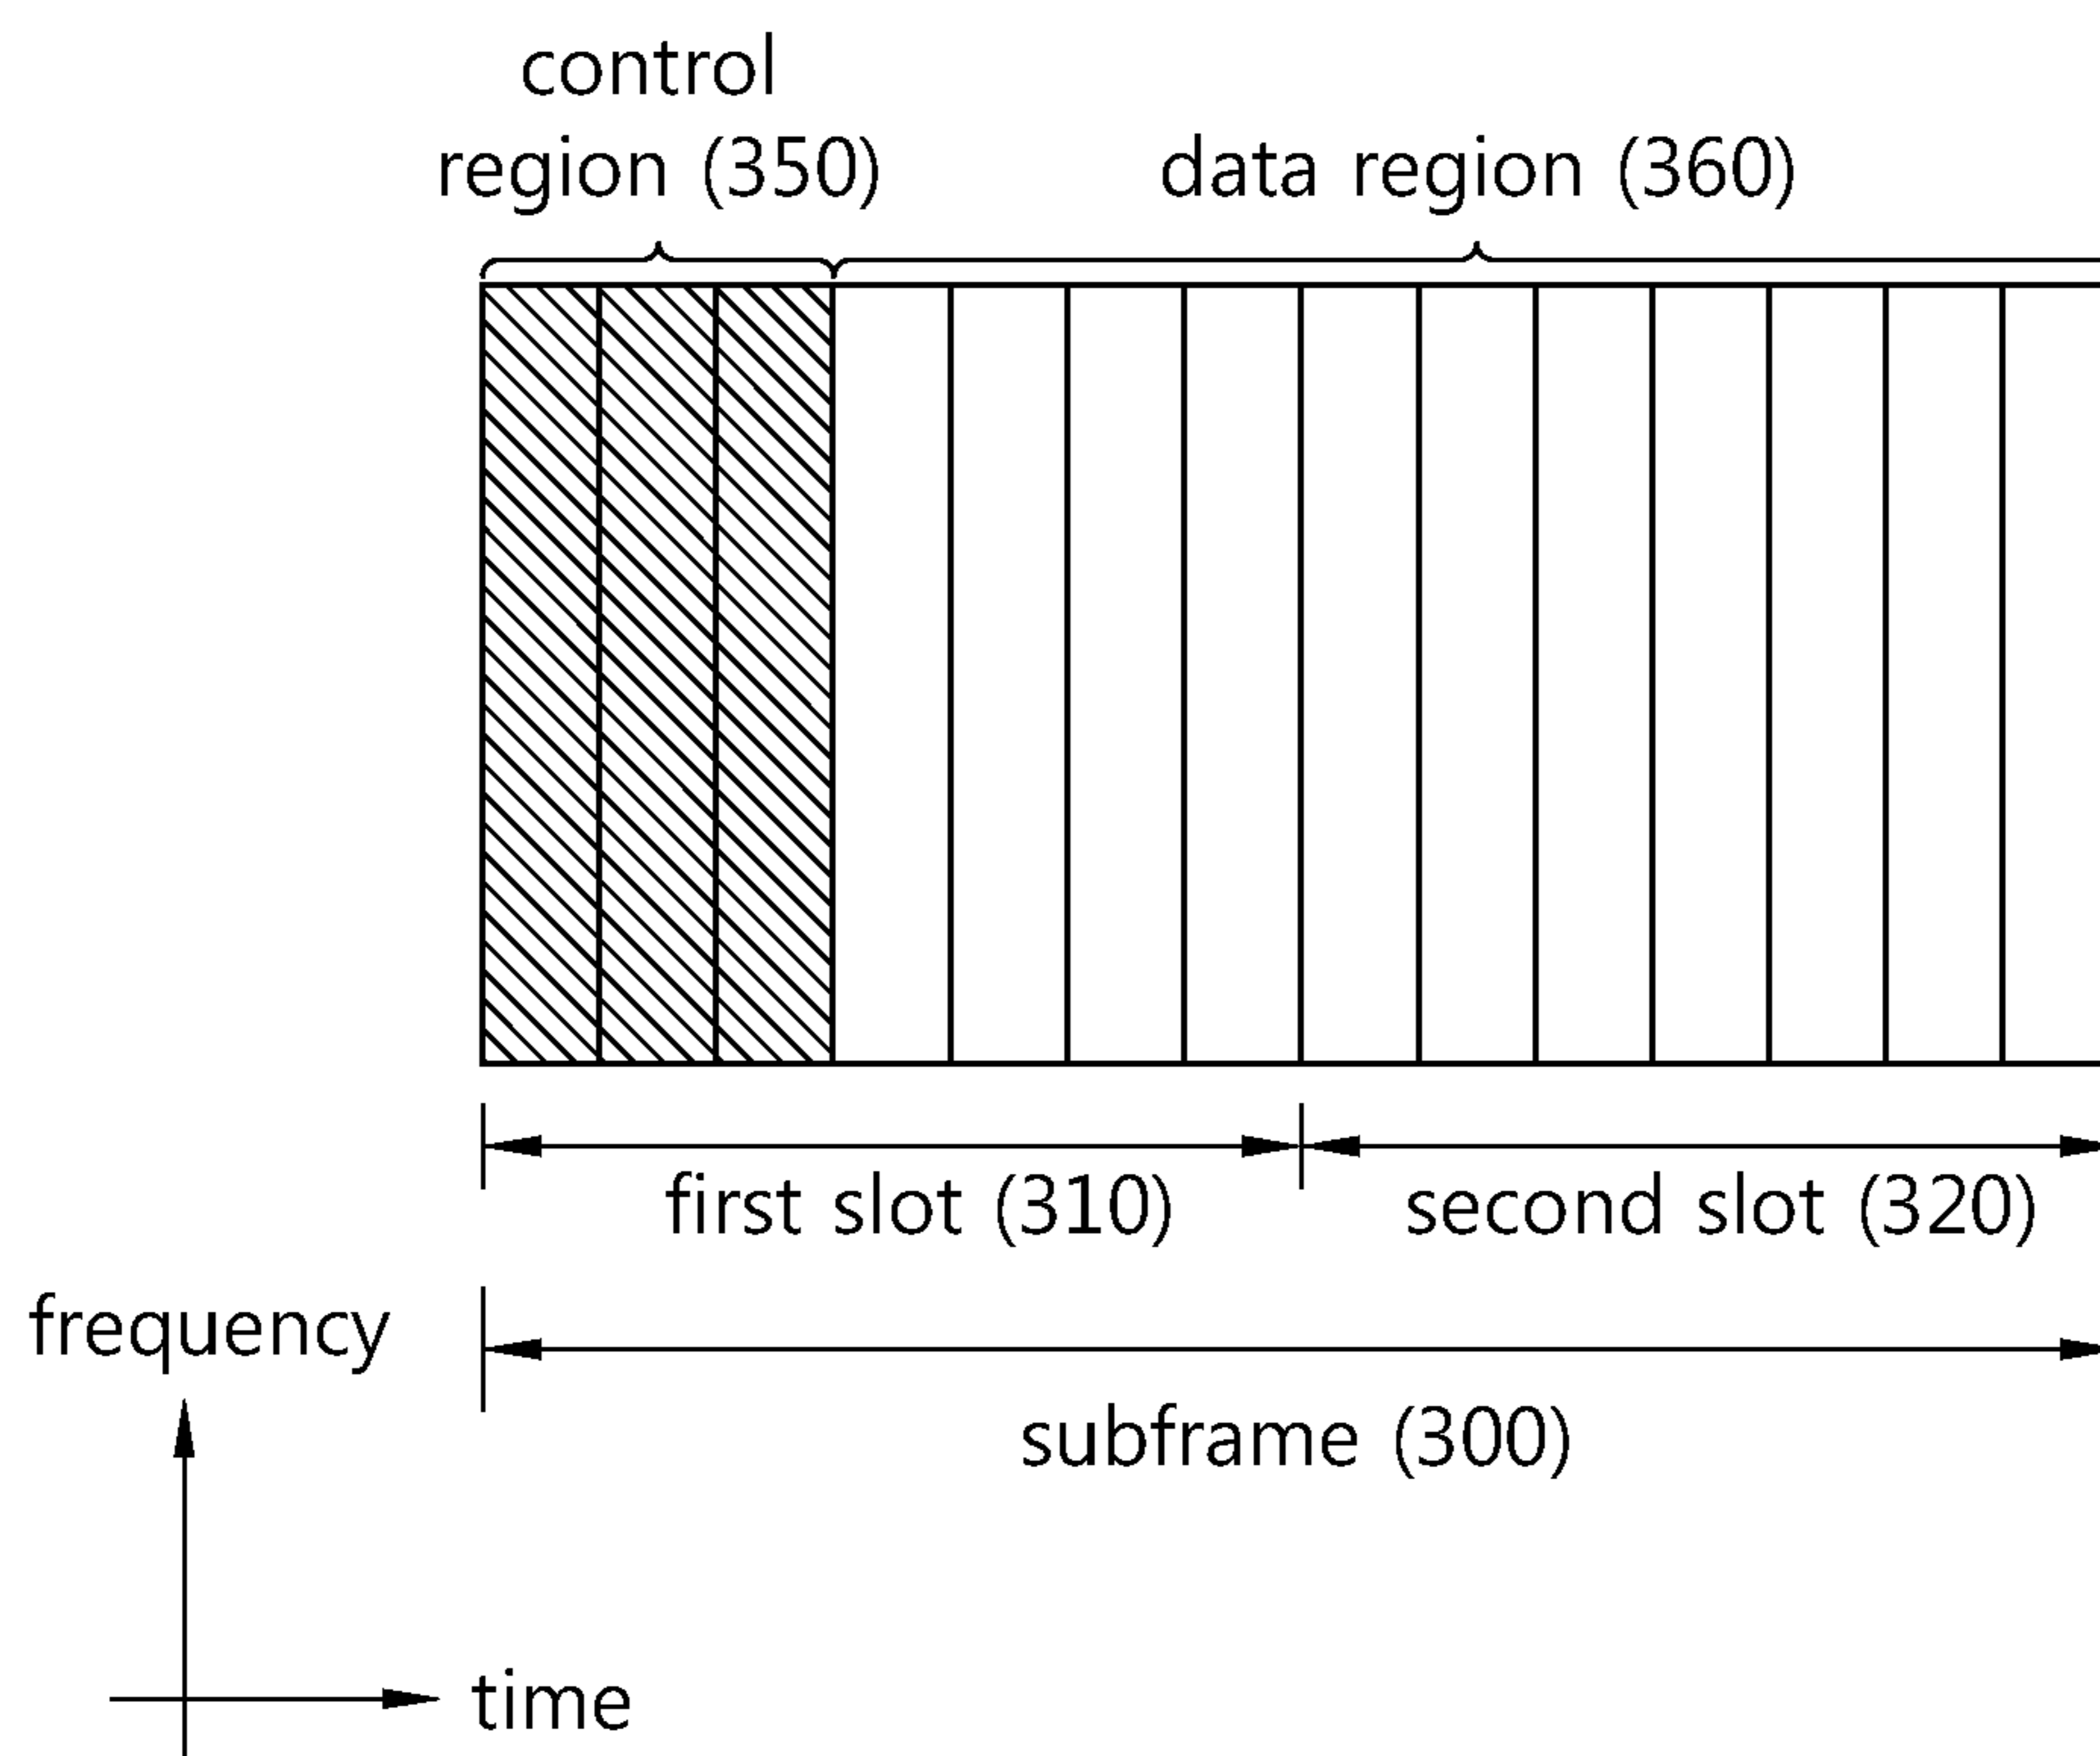 control
region (350)
data region (360)
first slot (310)
second slot (320)
frequency
subframe (300)
time